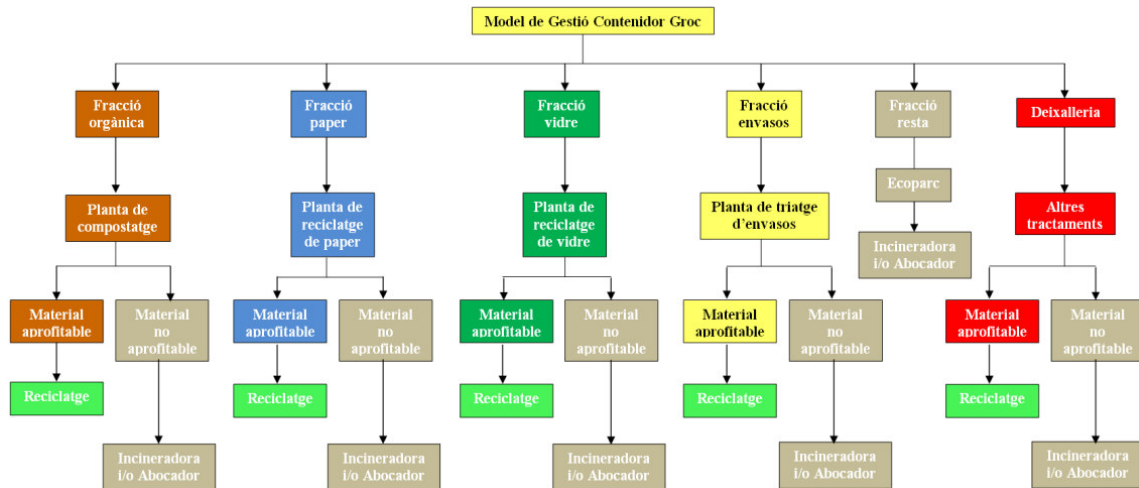 Model de Gestió Contenidor Groc
Fracció
orgànica
Fracció
paper
Fracció
vidre
Fracció
envasos
Fracció
resta
Deixalleria
Planta de
compostatge
Planta de
reciclatge
de paper
Planta de
reciclatge
de vidre
Planta de triatge
d'envasos
Ecoparc
Incineradora
i/o Abocador
Altres
tractaments
Material
aprofitable
Material
no
aprofitable
Material
aprofitable
Material
no
aprofitable
Material
aprofitable
Material
no
aprofitable
Material
aprofitable
Material
no
aprofitable
Material
aprofitable
Material
no
aprofitable
Reciclatge
Reciclatge
Reciclatge
Reciclatge
Reciclatge
Incineradora
i/o Abocador
Incineradora
i/o Abocador
Incineradora
i/o Abocador
Incineradora
i/o Abocador
Incineradora
i/o Abocador